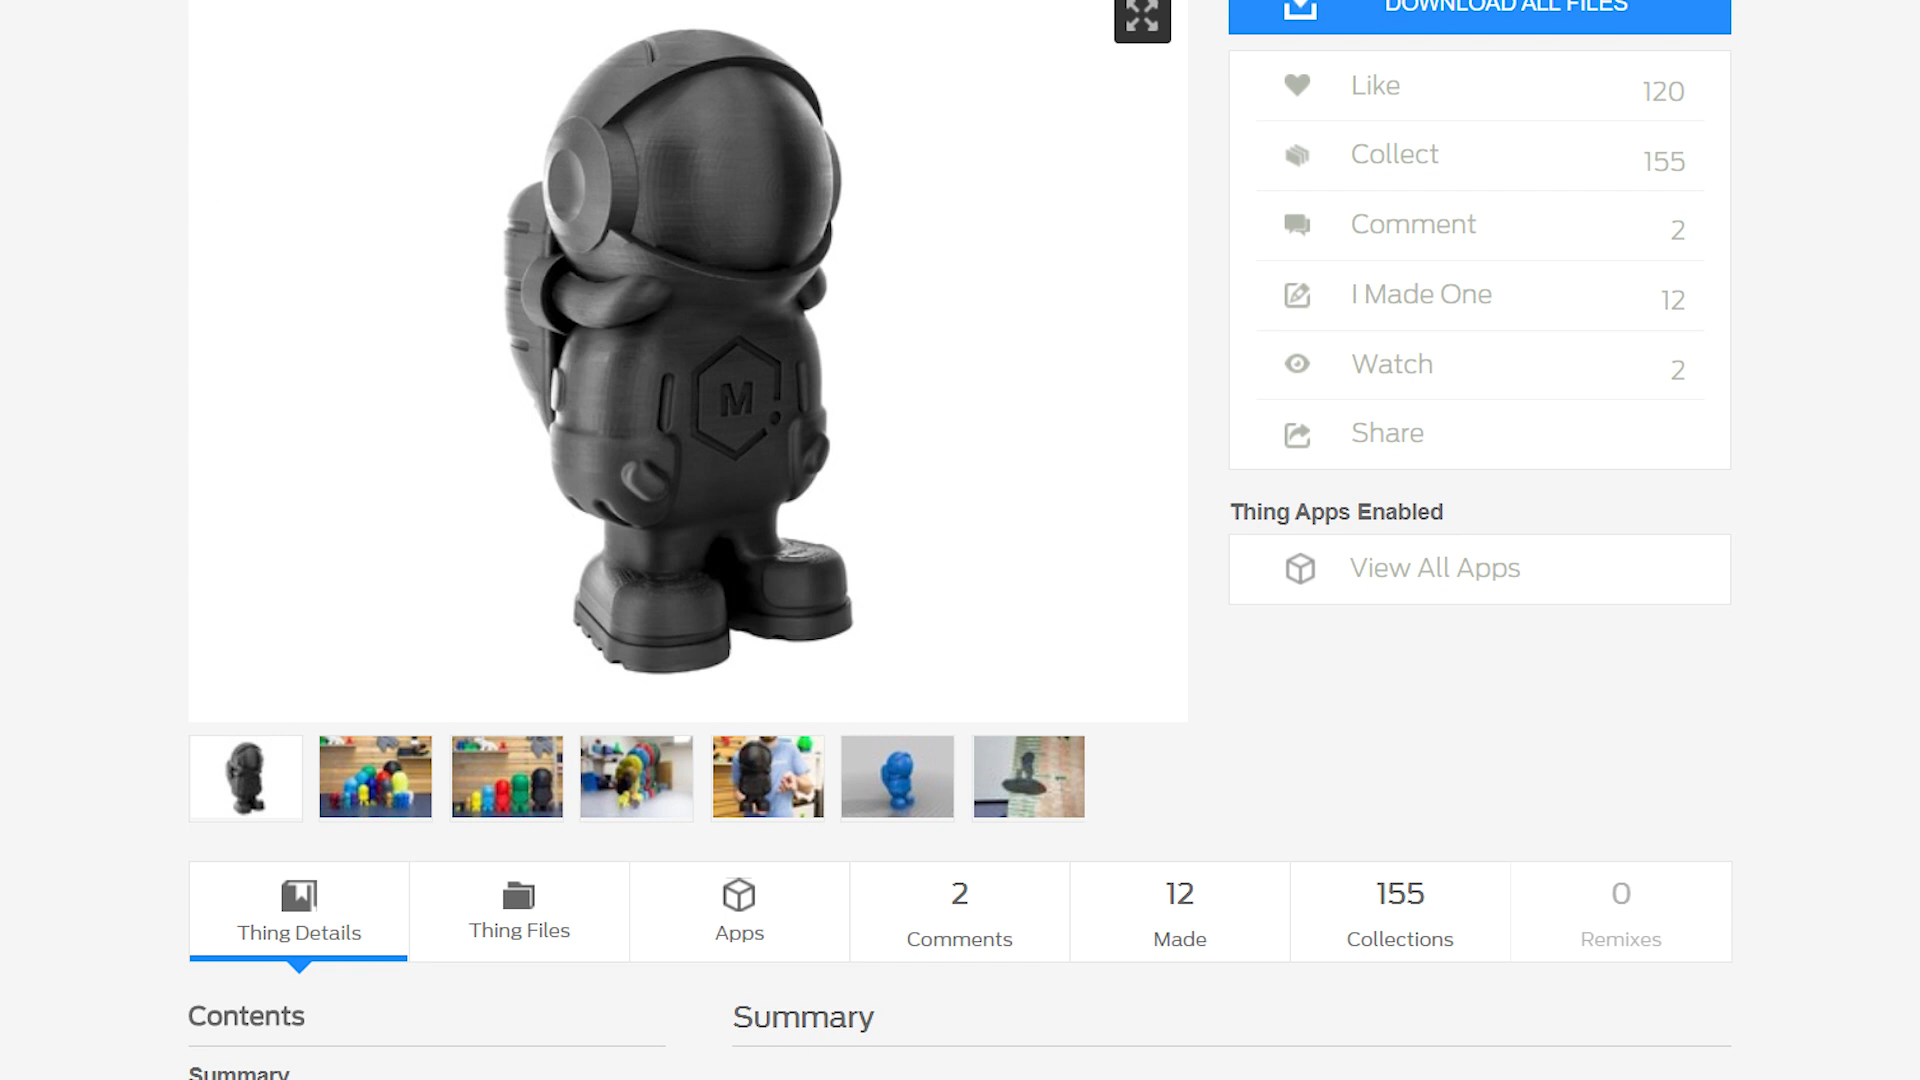 DOWNLOAD ALL FILES
Like 120
Collect 155
Comment 2
I Made One 12
Watch 2
Share
Thing Apps Enabled
View All Apps
M
Thing Details
Thing Files
Apps
2 Comments
12 Made
155 Collections
0 Remixes
Contents
Summary
Summary